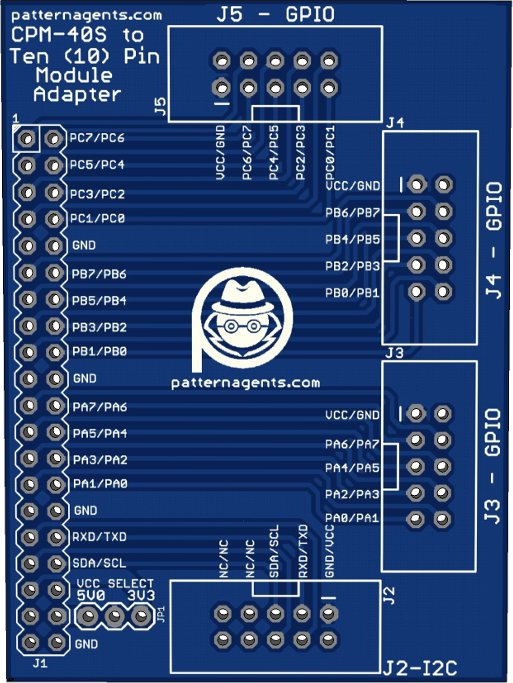 patternagents.com
CPM-40S to
Ten (10) Pin
Module
Adapter
J5 - GPIO
J5
VCC/GND
PC6/PC7
PC4/PC5
PC2/PC3
PC0/PC1
1
PC7/PC6
PC5/PC4
PC3/PC2
PC1/PC0
GND
PB7/PB6
PB5/PB4
PB3/PB2
PB1/PB0
GND
PA7/PA6
PA5/PA4
PA3/PA2
PA1/PA0
GND
RXD/TXD
SDA/SCL
VCC SELECT
5V0 3V3
JP1
GND
J1
J4
VCC/GND
PB6/PB7
PB4/PB5
PB2/PB3
PB0/PB1
J4 - GPIO
patternagents.com
J3
VCC/GND
PA6/PA7
PA4/PA5
PA2/PA3
PA0/PA1
J3 - GPIO
NC/NC
NC/NC
SDA/SCL
RXD/TXD
GND/VCC
J2
J2-I2C